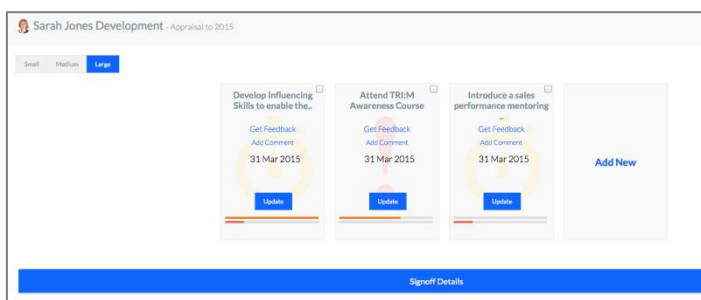 Sarah Jones Development - Appraisal to 2015
Small Medium Large
Develop Influencing
Skills to enable the..
Get Feedback
Add Comment
31 Mar 2015
Update
Attend TRI:M
Awareness Course
Get Feedback
Add Comment
31 Mar 2015
Update
Introduce a sales
performance mentoring
..
Get Feedback
Add Comment
31 Mar 2015
Update
Add New
Signoff Details